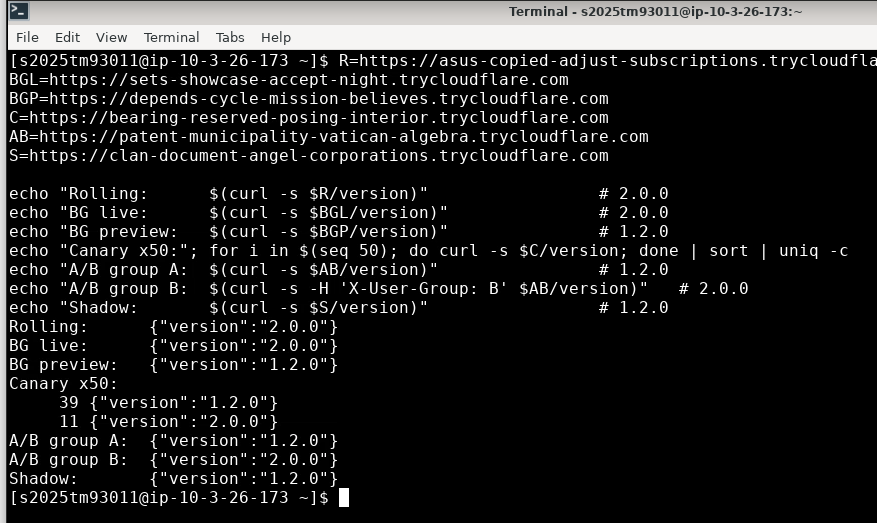 Terminal - s2025tm93011@ip-10-3-26-173:~
File Edit View Terminal Tabs Help
[s2025tm93011@ip-10-3-26-173 ~]$ R=https://asus-copied-adjust-subscriptions.trycloudfla
BGL=https://sets-showcase-accept-night.trycloudflare.com
BGP=https://depends-cycle-mission-believes.trycloudflare.com
C=https://bearing-reserved-posing-interior.trycloudflare.com
AB=https://patent-municipality-vatican-algebra.trycloudflare.com
S=https://clan-document-angel-corporations.trycloudflare.com

echo "Rolling:      $(curl -s $R/version)"                 # 2.0.0
echo "BG live:      $(curl -s $BGL/version)"               # 2.0.0
echo "BG preview:   $(curl -s $BGP/version)"               # 1.2.0
echo "Canary x50:"; for i in $(seq 50); do curl -s $C/version; done | sort | uniq -c
echo "A/B group A:  $(curl -s $AB/version)"                # 1.2.0
echo "A/B group B:  $(curl -s -H 'X-User-Group: B' $AB/version)"   # 2.0.0
echo "Shadow:       $(curl -s $S/version)"                 # 1.2.0
Rolling:      {"version":"2.0.0"}
BG live:      {"version":"2.0.0"}
BG preview:   {"version":"1.2.0"}
Canary x50:
     39 {"version":"1.2.0"}
     11 {"version":"2.0.0"}
A/B group A:  {"version":"1.2.0"}
A/B group B:  {"version":"2.0.0"}
Shadow:       {"version":"1.2.0"}
[s2025tm93011@ip-10-3-26-173 ~]$